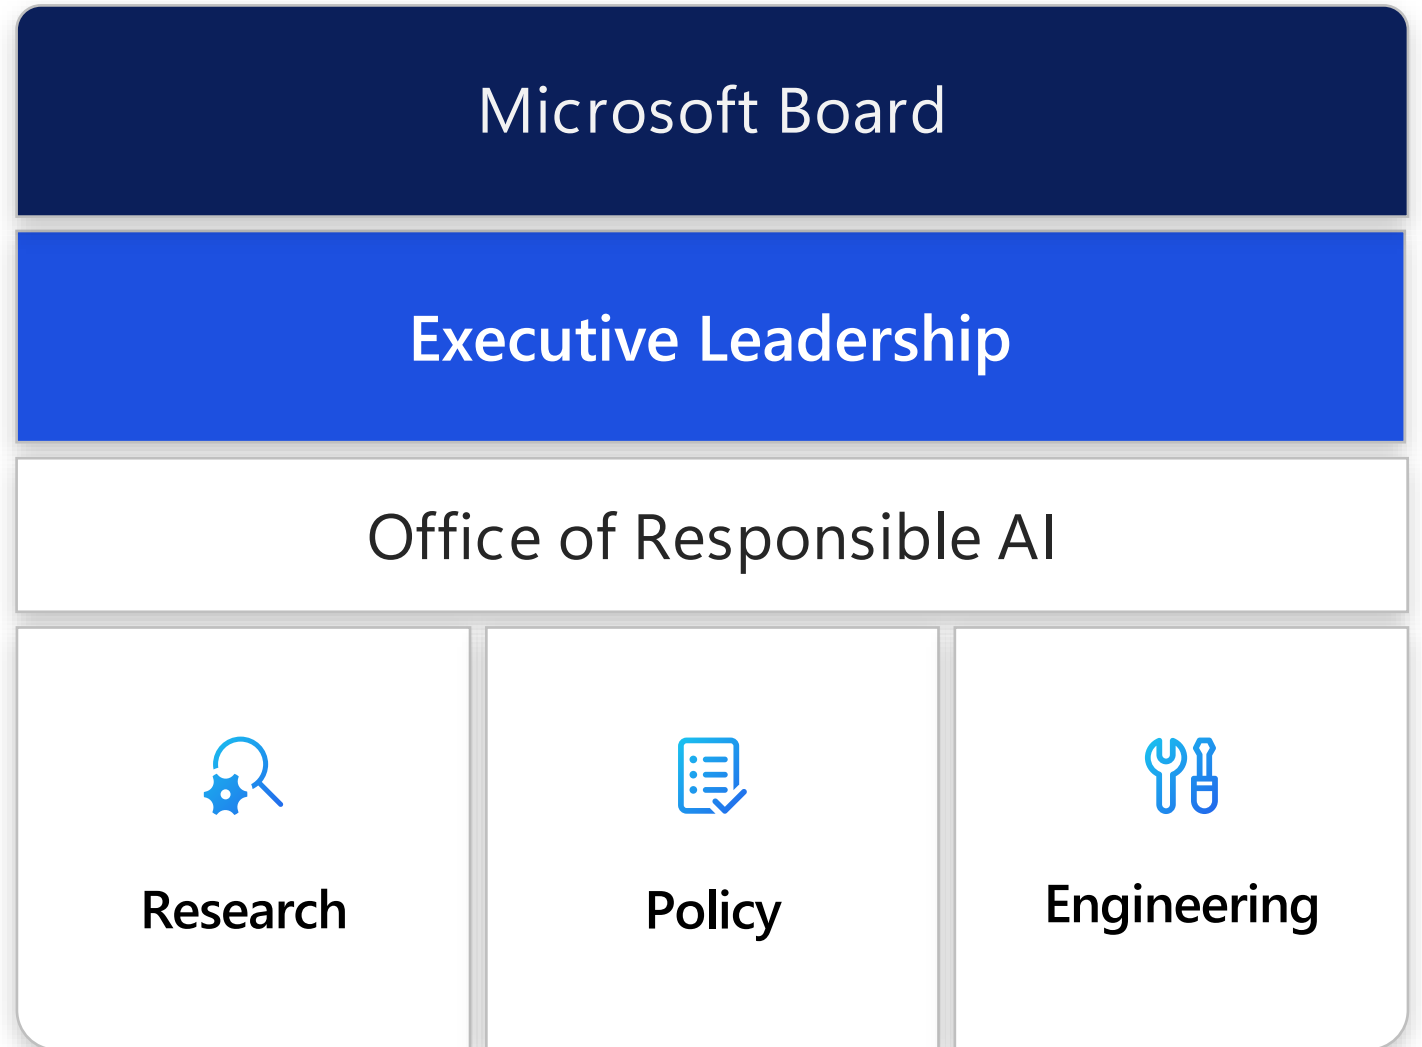 Microsoft Board
Executive Leadership
Office of Responsible AI
Research
Policy
Engineering